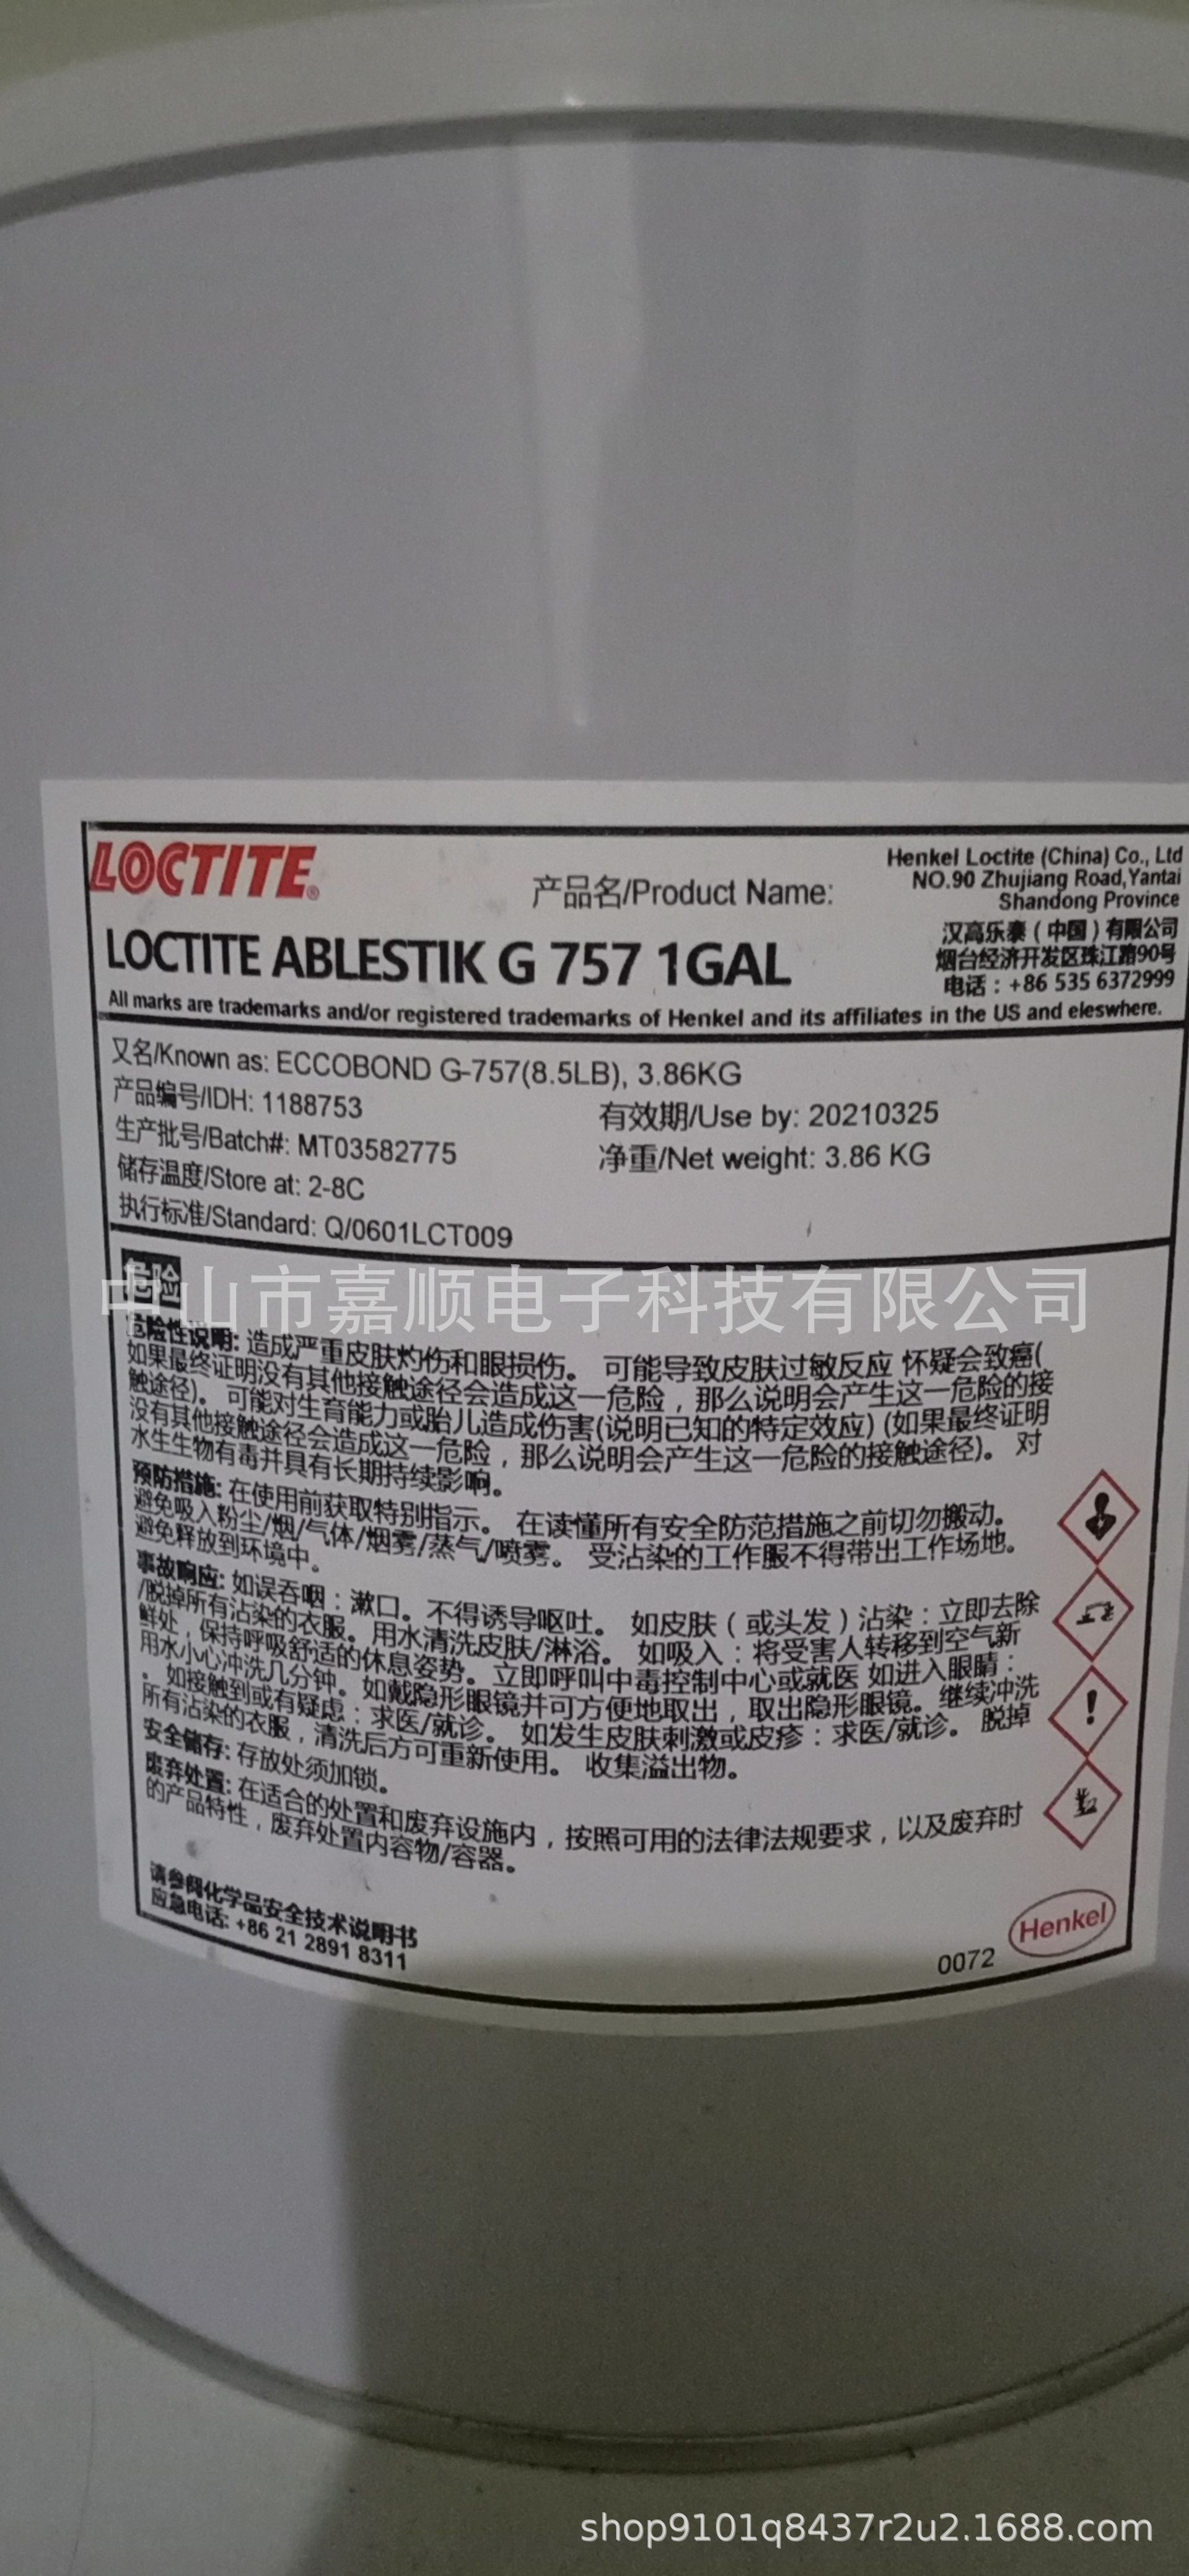 LOCTITE®
产品名/Product Name:
Henkel Loctite (China) Co., Ltd
NO.90 Zhujiang Road,Yantai
Shandong Province
汉高乐泰（中国）有限公司
烟台经济开发区珠江路90号
电话：+86 535 6372999
LOCTITE ABLESTIK G 757 1GAL
All marks are trademarks and/or registered trademarks of Henkel and its affiliates in the US and eleswhere.
又名/Known as: ECCOBOND G-757(8.5LB), 3.86KG
产品编号/IDH: 1188753
有效期/Use by: 20210325
生产批号/Batch#: MT03582775
净重/Net weight: 3.86 KG
储存温度/Store at: 2-8C
执行标准/Standard: Q/0601LCT009
危险
中山市嘉顺电子科技有限公司
危险性说明: 造成严重皮肤灼伤和眼损伤。 可能导致皮肤过敏反应 怀疑会致癌(
如果最终证明没有其他接触途径会造成这一危险，那么说明会产生这一危险的接
触途径)。 可能对生育能力或胎儿造成伤害(说明已知的特定效应) (如果最终证明
没有其他接触途径会造成这一危险，那么说明会产生这一危险的接触途径)。 对
水生生物有毒并具有长期持续影响。
预防措施: 在使用前获取特别指示。 在读懂所有安全防范措施之前切勿搬动。
避免吸入粉尘/烟/气体/烟雾/蒸气/喷雾。 受沾染的工作服不得带出工作场地。
避免释放到环境中。
事故响应: 如误吞咽：漱口。不得诱导呕吐。 如皮肤（或头发）沾染：立即去除
/脱掉所有沾染的衣服。用水清洗皮肤/淋浴。 如吸入：将受害人转移到空气新
鲜处，保持呼吸舒适的休息姿势。立即呼叫中毒控制中心或就医 如进入眼睛：
用水小心冲洗几分钟。如戴隐形眼镜并可方便地取出，取出隐形眼镜。继续冲洗
。如接触到或有疑虑：求医/就诊。 如发生皮肤刺激或皮疹：求医/就诊。 脱掉
所有沾染的衣服，清洗后方可重新使用。 收集溢出物。
安全储存: 存放处须加锁。
废弃处置: 在适合的处置和废弃设施内，按照可用的法律法规要求，以及废弃时
的产品特性，废弃处置内容物/容器。
请参阅化学品安全技术说明书
应急电话: +86 21 2891 8311
0072
Henkel
shop9101q8437r2u2.1688.com